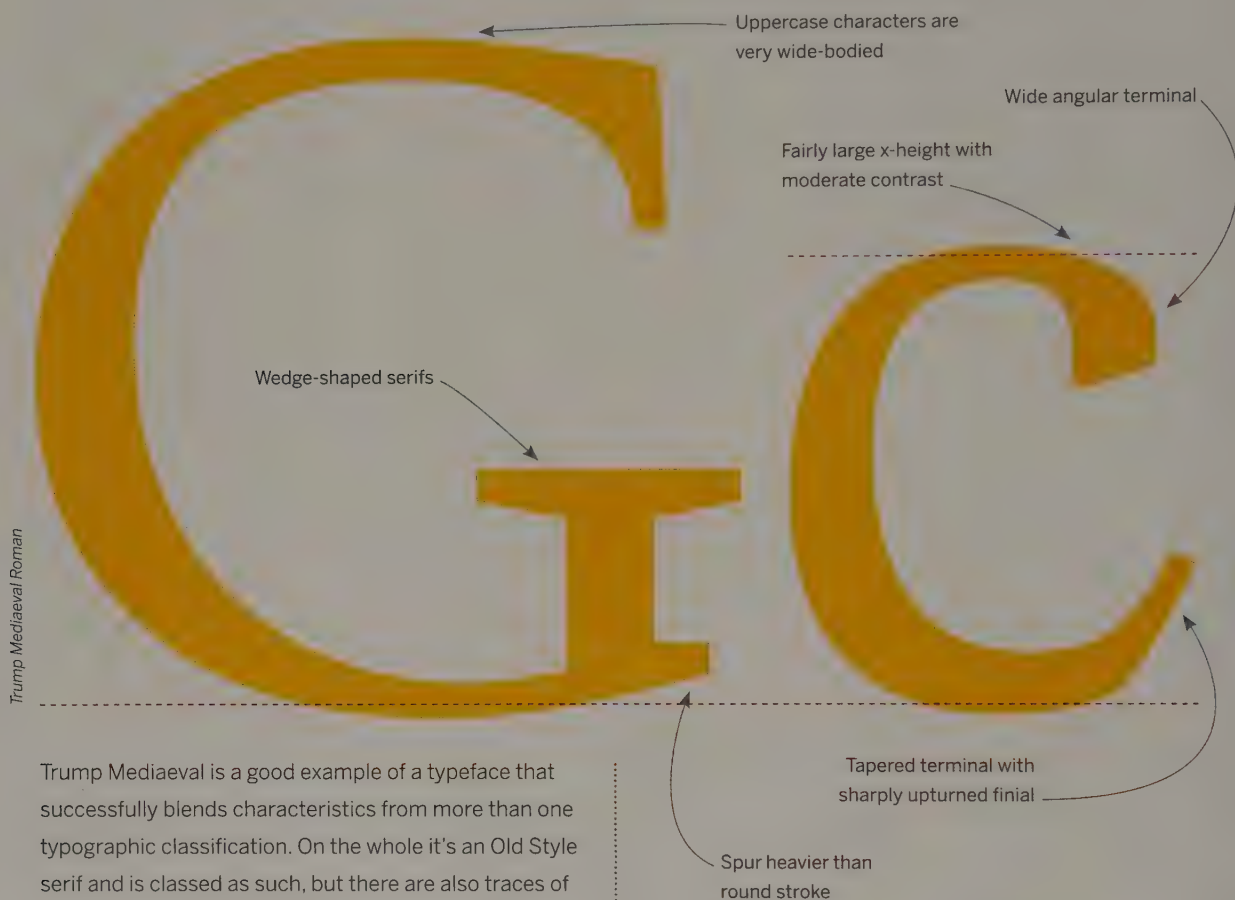 Uppercase characters are
very wide-bodied
Wide angular terminal
Fairly large x-height with
moderate contrast
Wedge-shaped serifs
Gc
Trump Mediaeval Roman
Tapered terminal with
sharply upturned finial
Spur heavier than
round stroke
Trump Mediaeval is a good example of a typeface that
successfully blends characteristics from more than one
typographic classification. On the whole it's an Old Style
serif and is classed as such, but there are also traces of